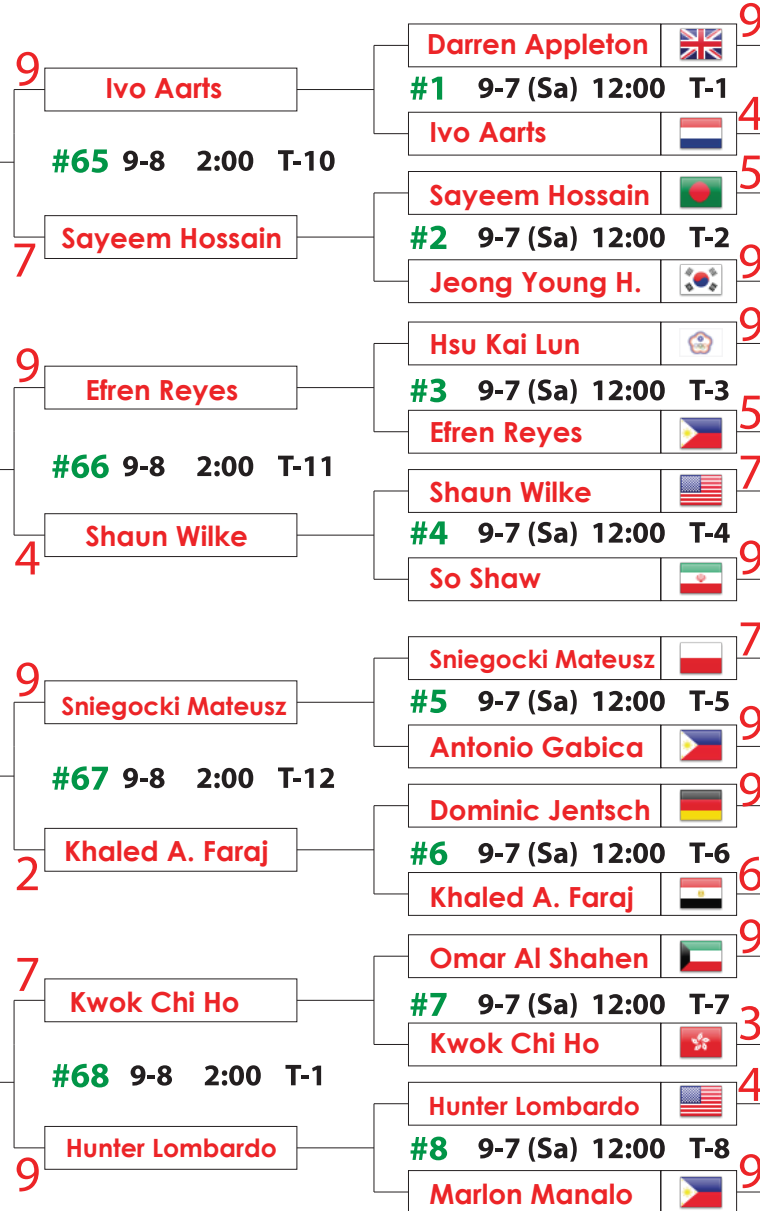 9
Darren Appleton
9
Ivo Aarts
#1 9-7 (Sa) 12:00 T-1
Ivo Aarts
4
#65 9-8 2:00 T-10
5
Sayeem Hossain
Sayeem Hossain
7
#2 9-7 (Sa) 12:00 T-2
Jeong Young H.
9
Hsu Kai Lun
9
9
Efren Reyes
#3 9-7 (Sa) 12:00 T-3
Efren Reyes
5
#66 9-8 2:00 T-11
Shaun Wilke
7
Shaun Wilke
4
#4 9-7 (Sa) 12:00 T-4
So Shaw
9
Sniegocki Mateusz
7
9
Sniegocki Mateusz
#5 9-7 (Sa) 12:00 T-5
Antonio Gabica
9
#67 9-8 2:00 T-12
Dominic Jentsch
9
Khaled A. Faraj
2
#6 9-7 (Sa) 12:00 T-6
Khaled A. Faraj
6
Omar Al Shahen
9
7
Kwok Chi Ho
#7 9-7 (Sa) 12:00 T-7
Kwok Chi Ho
3
#68 9-8 2:00 T-1
Hunter Lombardo
4
Hunter Lombardo
9
#8 9-7 (Sa) 12:00 T-8
Marlon Manalo
9